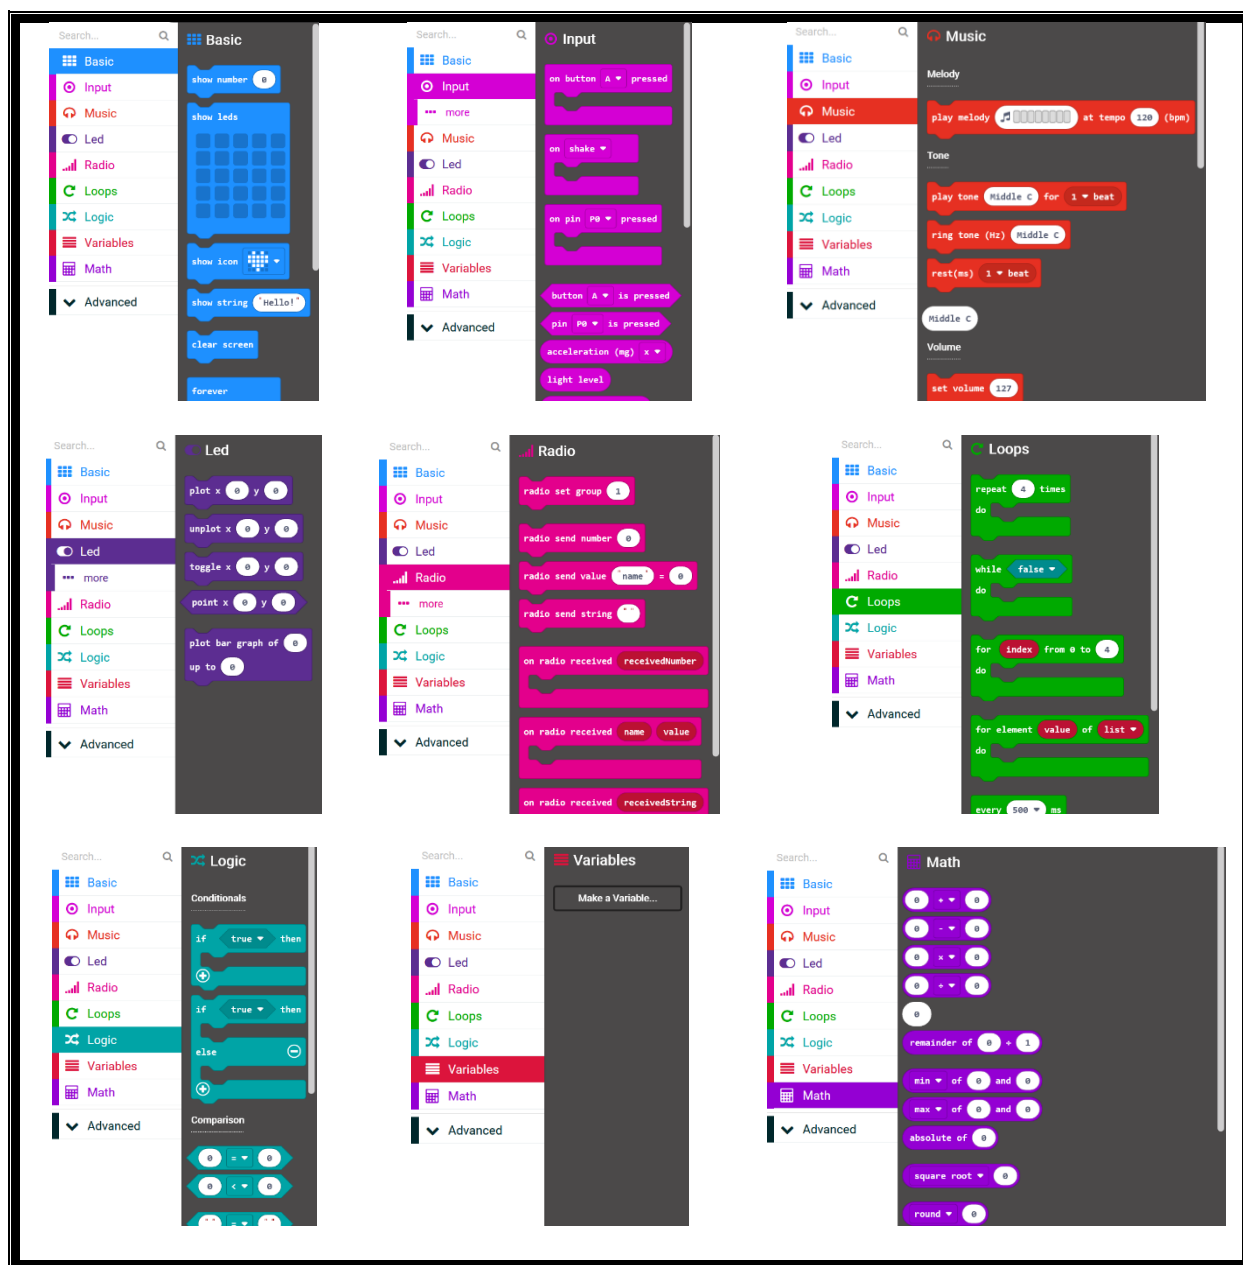 Search...
Basic
Input
Music
Led
Radio
Loops
Logic
Variables
Math
Advanced
Basic
show number 0
show leds
show icon
show string "Hello!"
clear screen
forever
Search...
Basic
Input
more
Music
Led
Radio
Loops
Logic
Variables
Math
Advanced
Input
on button A pressed
on shake
on pin P0 pressed
button A is pressed
pin P0 is pressed
acceleration (mg) x
light level
Search...
Basic
Input
Music
Led
Radio
Loops
Logic
Variables
Math
Advanced
Music
Melody
play melody at tempo 120 (bpm)
Tone
play tone Middle C for 1 beat
ring tone (Hz) Middle C
rest(ms) 1 beat
Middle C
Volume
set volume 127
Search...
Basic
Input
Music
Led
more
Radio
Loops
Logic
Variables
Math
Advanced
Led
plot x 0 y 0
unplot x 0 y 0
toggle x 0 y 0
point x 0 y 0
plot bar graph of 0
up to 0
Search...
Basic
Input
Music
Led
Radio
more
Loops
Logic
Variables
Math
Advanced
Radio
radio set group 1
radio send number 0
radio send value "name" = 0
radio send string " "
on radio received receivedNumber
on radio received name value
on radio received receivedString
Search...
Basic
Input
Music
Led
Radio
Loops
Logic
Variables
Math
Advanced
Loops
repeat 4 times
do
while false
do
for index from 0 to 4
do
for element value of list
do
every 500 ms
Search...
Basic
Input
Music
Led
Radio
Loops
Logic
Variables
Math
Advanced
Logic
Conditionals
if true then
if true then
else
Comparison
0 = 0
0 < 0
" " = " "
Search...
Basic
Input
Music
Led
Radio
Loops
Logic
Variables
Math
Advanced
Variables
Make a Variable...
Search...
Basic
Input
Music
Led
Radio
Loops
Logic
Variables
Math
Advanced
Math
0 + 0
0 - 0
0 × 0
0 ÷ 0
0
remainder of 0 ÷ 1
min of 0 and 0
max of 0 and 0
absolute of 0
square root 0
round 0